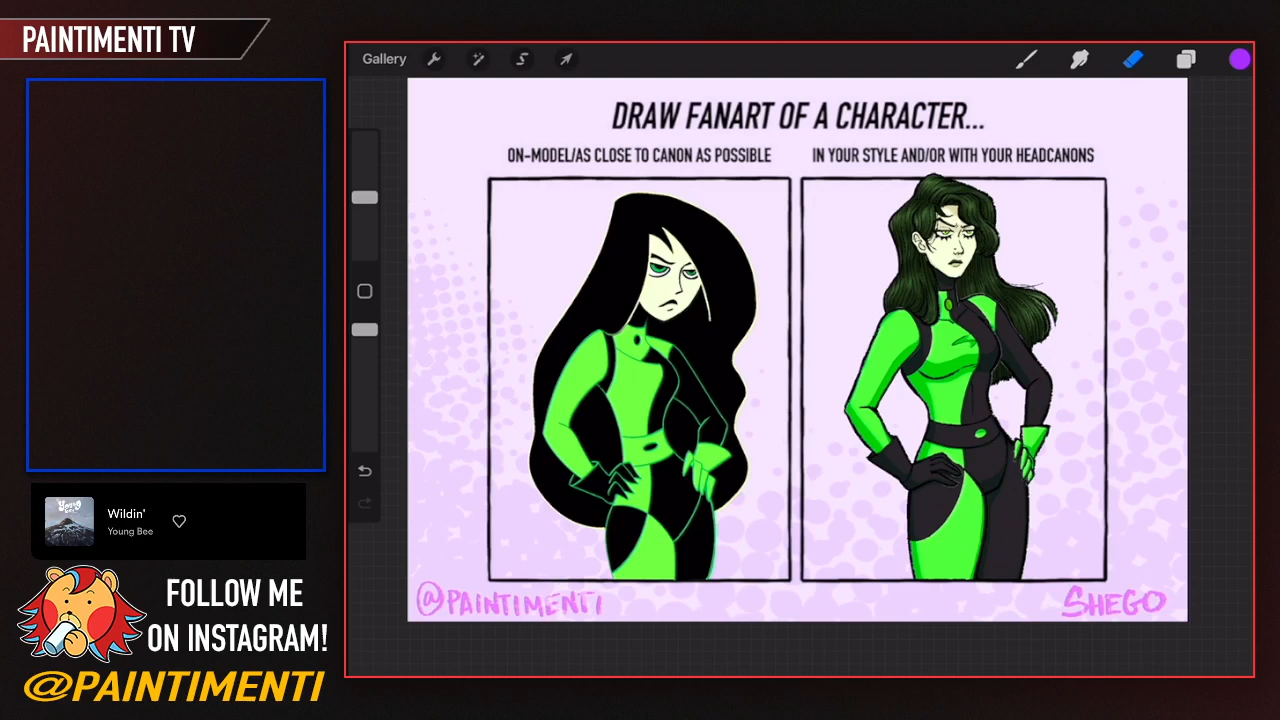 PAINTIMENTI TV
Gallery
DRAW FANART OF A CHARACTER...
ON-MODEL/AS CLOSE TO CANON AS POSSIBLE
IN YOUR STYLE AND/OR WITH YOUR HEADCANONS
@PAINTIMENTI
SHEGO
Wildin'
Young Bee
FOLLOW ME
ON INSTAGRAM!
@PAINTIMENTI